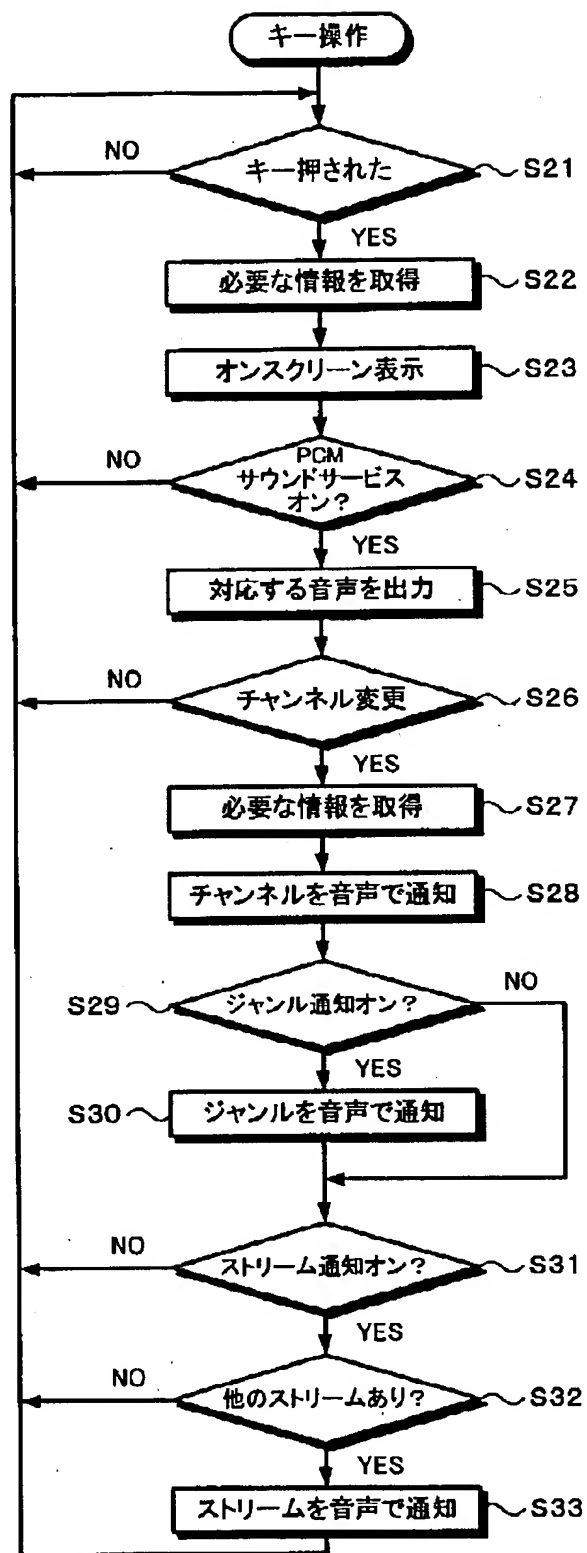 キー操作
NO
キー押された
S21
YES
必要な情報を取得
S22
オンスクリーン表示
S23
NO
PCM
サウンドサービス
オン?
S24
YES
対応する音声を出力
S25
NO
チャンネル変更
S26
YES
必要な情報を取得
S27
チャンネルを音声で通知
S28
S29
ジャンル通知オン?
NO
YES
S30
ジャンルを音声で通知
NO
ストリーム通知オン?
S31
YES
NO
他のストリームあり?
S32
YES
ストリームを音声で通知
S33